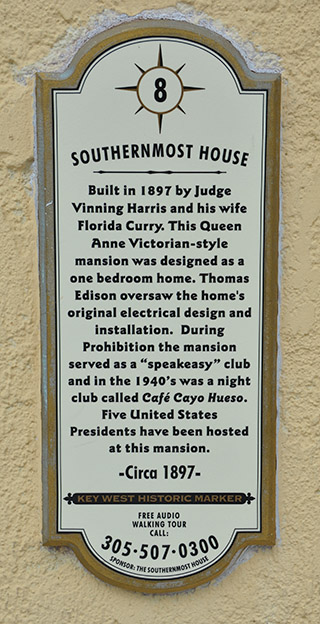 8
SOUTHERNMOST HOUSE
Built in 1897 by Judge
Vinning Harris and his wife
Florida Curry. This Queen
Anne Victorian-style
mansion was designed as a
one bedroom home. Thomas
Edison oversaw the home's
original electrical design and
installation. During
Prohibition the mansion
served as a “speakeasy” club
and in the 1940’s was a night
club called Café Cayo Hueso.
Five United States
Presidents have been hosted
at this mansion.
-Circa 1897-
KEY WEST HISTORIC MARKER
FREE AUDIO
WALKING TOUR
CALL:
305·507·0300
SPONSOR: THE SOUTHERNMOST HOUSE